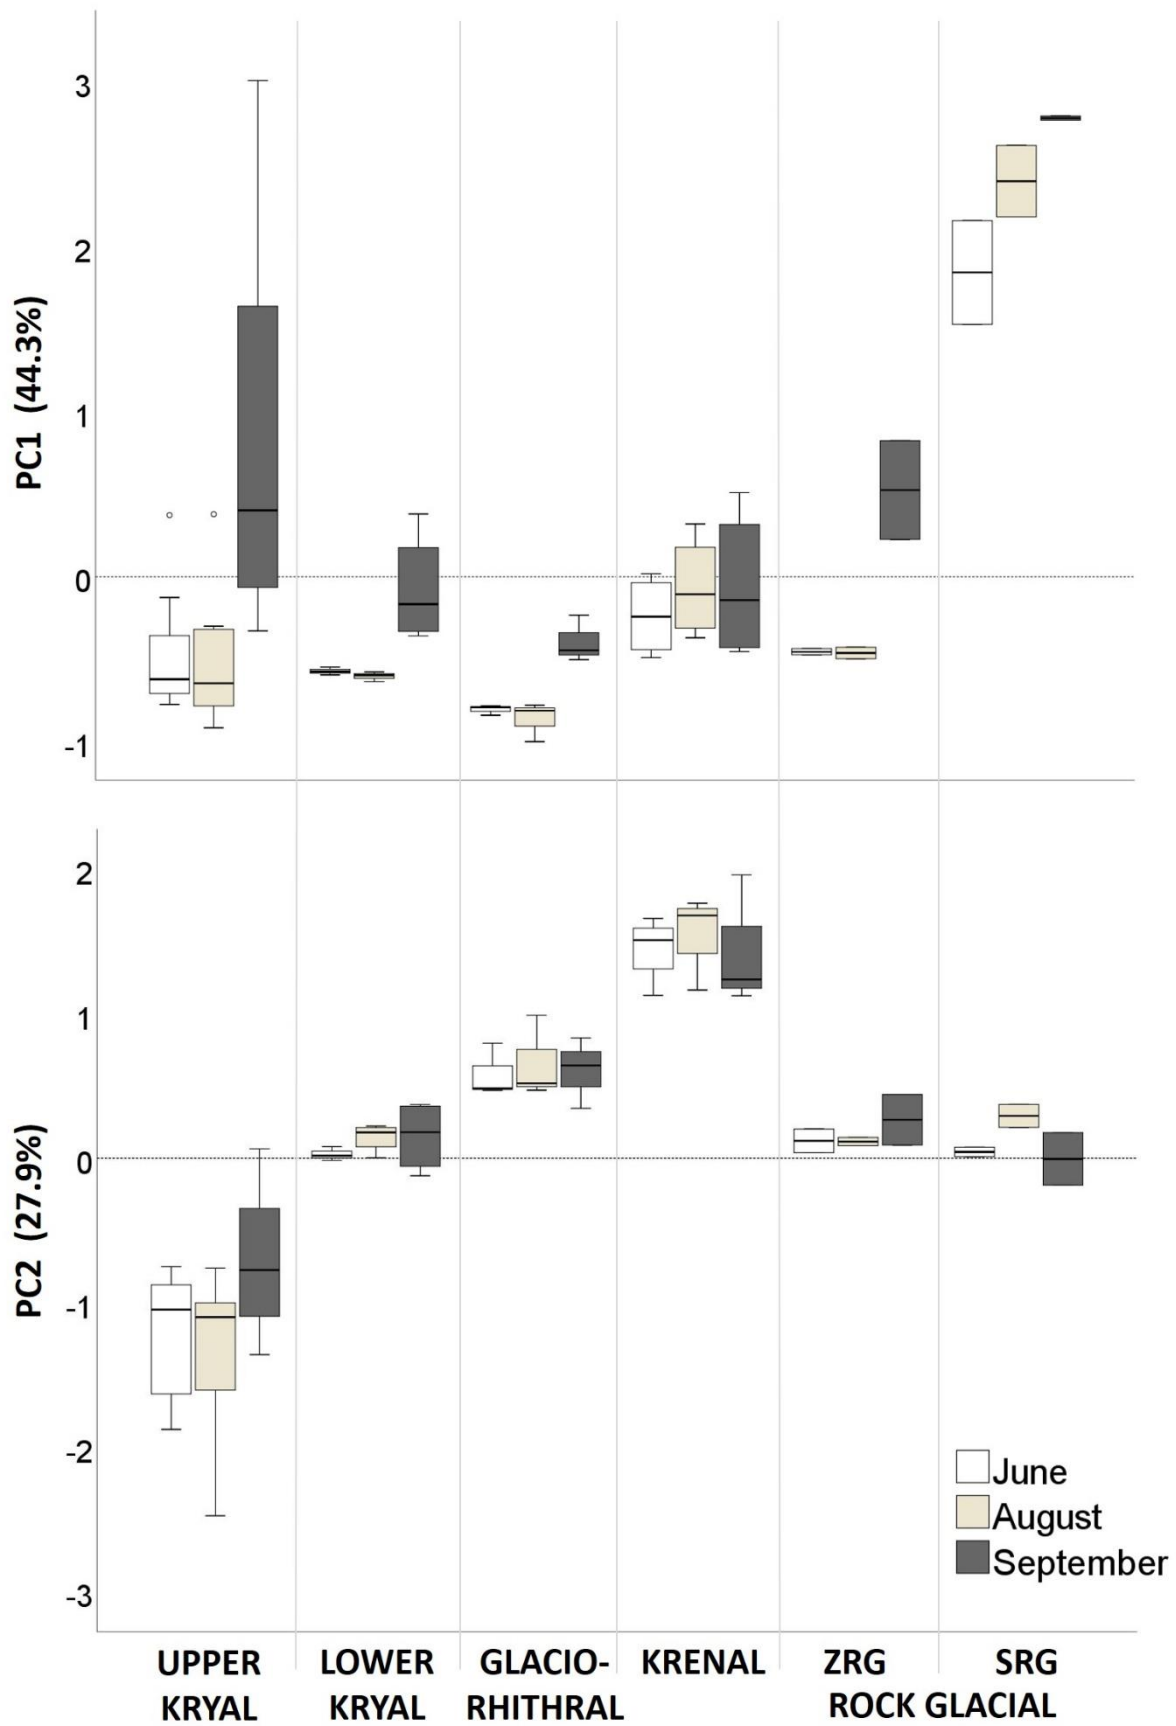 3
2
1
0
-1
PC1 (44.3%)
2
1
0
-1
-2
-3
PC2 (27.9%)
June
August
September
UPPER KRYAL
LOWER KRYAL
GLACIO-RHITHRAL
KRENAL
ZRG
SRG
ROCK GLACIAL